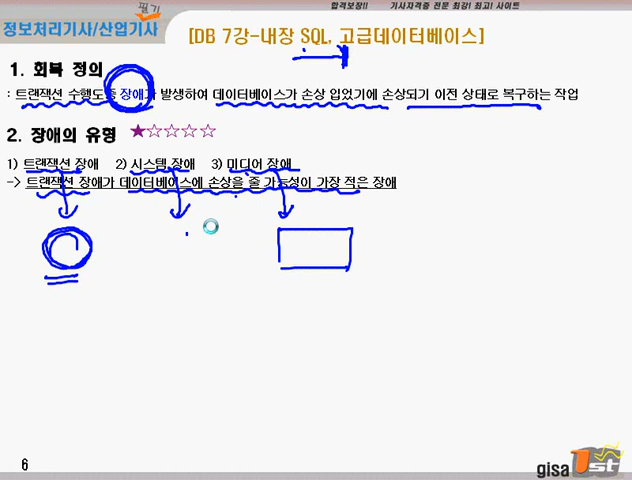 합격보장!! 기사자격증 전문 최강! 최고! 사이트
필기
정보처리기사/산업기사
[DB 7강-내장 SQL, 고급데이터베이스]
1. 회복 정의
: 트랜잭션 수행도중 장애가 발생하여 데이터베이스가 손상 입었기에 손상되기 이전 상태로 복구하는 작업
2. 장애의 유형 ★☆☆☆☆
1) 트랜잭션 장애 2) 시스템 장애 3) 미디어 장애
-> 트랜잭션 장애가 데이터베이스에 손상을 줄 가능성이 가장 적은 장애
6
gisa 1st